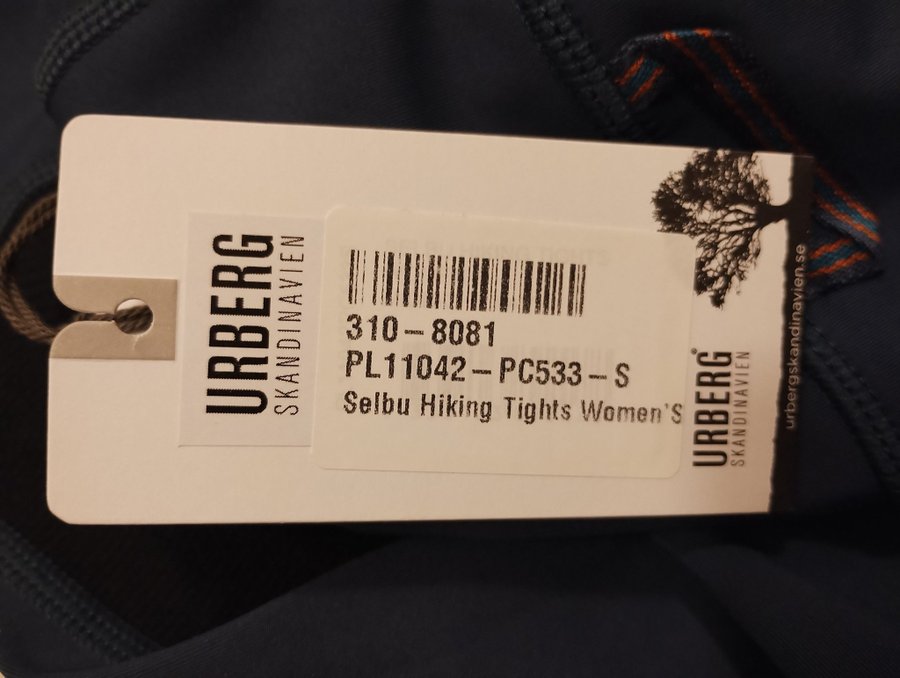 URBERG
SKANDINAVIEN
310-8081
PL11042-PC533-S
Selbu Hiking Tights Women'S
URBERG®
SKANDINAVIEN
urbergskandinavien.se